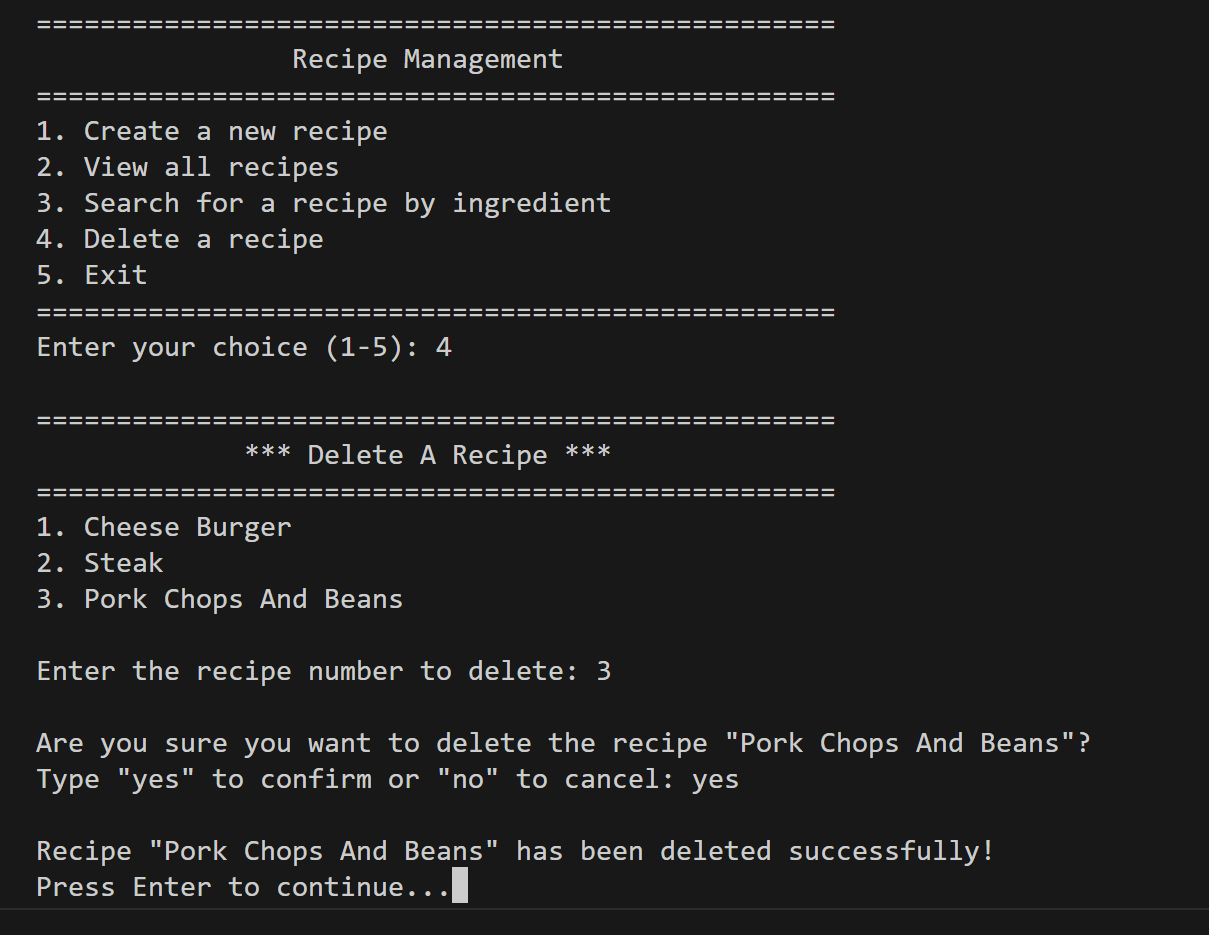 ==================================================
Recipe Management
==================================================
1. Create a new recipe
2. View all recipes
3. Search for a recipe by ingredient
4. Delete a recipe
5. Exit
==================================================
Enter your choice (1-5): 4
==================================================
*** Delete A Recipe ***
==================================================
1. Cheese Burger
2. Steak
3. Pork Chops And Beans
Enter the recipe number to delete: 3
Are you sure you want to delete the recipe "Pork Chops And Beans"?
Type "yes" to confirm or "no" to cancel: yes
Recipe "Pork Chops And Beans" has been deleted successfully!
Press Enter to continue...